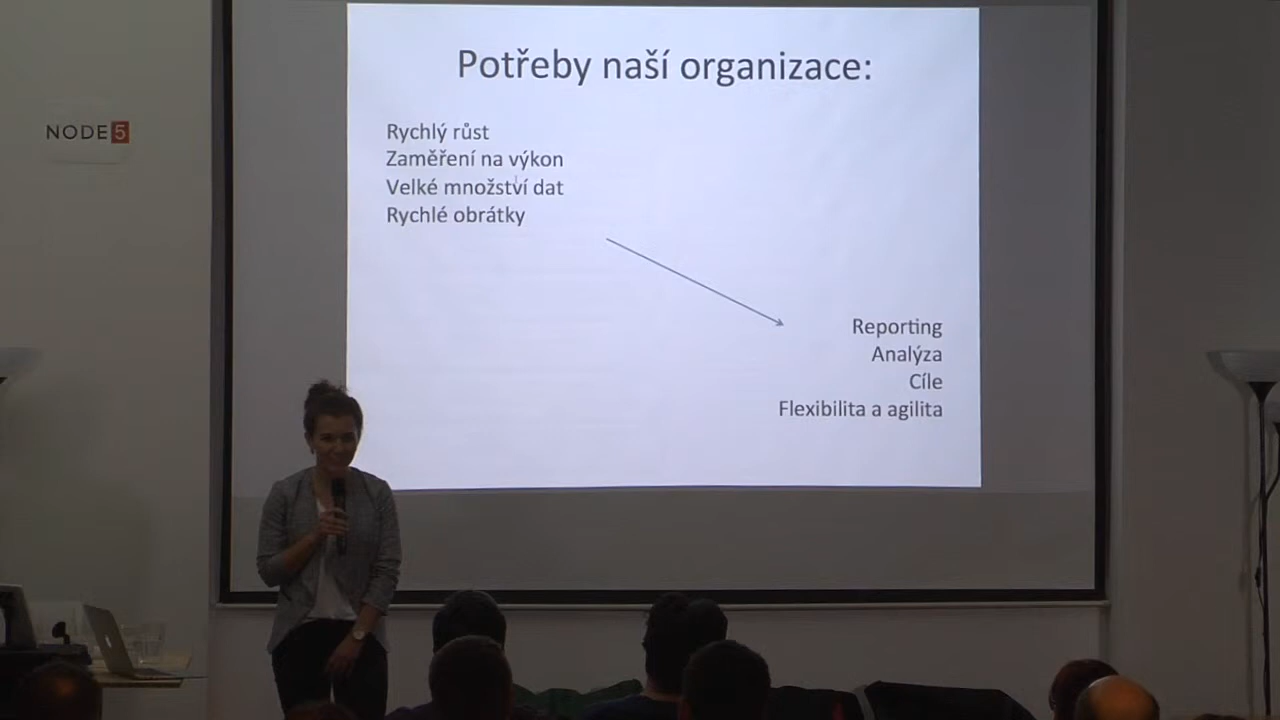 Potřeby naší organizace:
NODE5
Rychlý růst
Zaměření na výkon
Velké množství dat
Rychlé obrátky
Reporting
Analýza
Cíle
Flexibilita a agilita